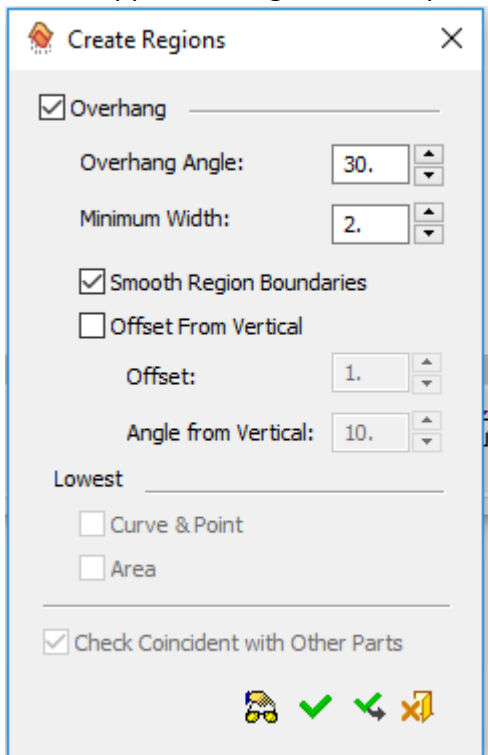 Create Regions
Overhang
Overhang Angle: 30.
Minimum Width: 2.
Smooth Region Boundaries
Offset From Vertical
Offset: 1.
Angle from Vertical: 10.
Lowest
Curve & Point
Area
Check Coincident with Other Parts